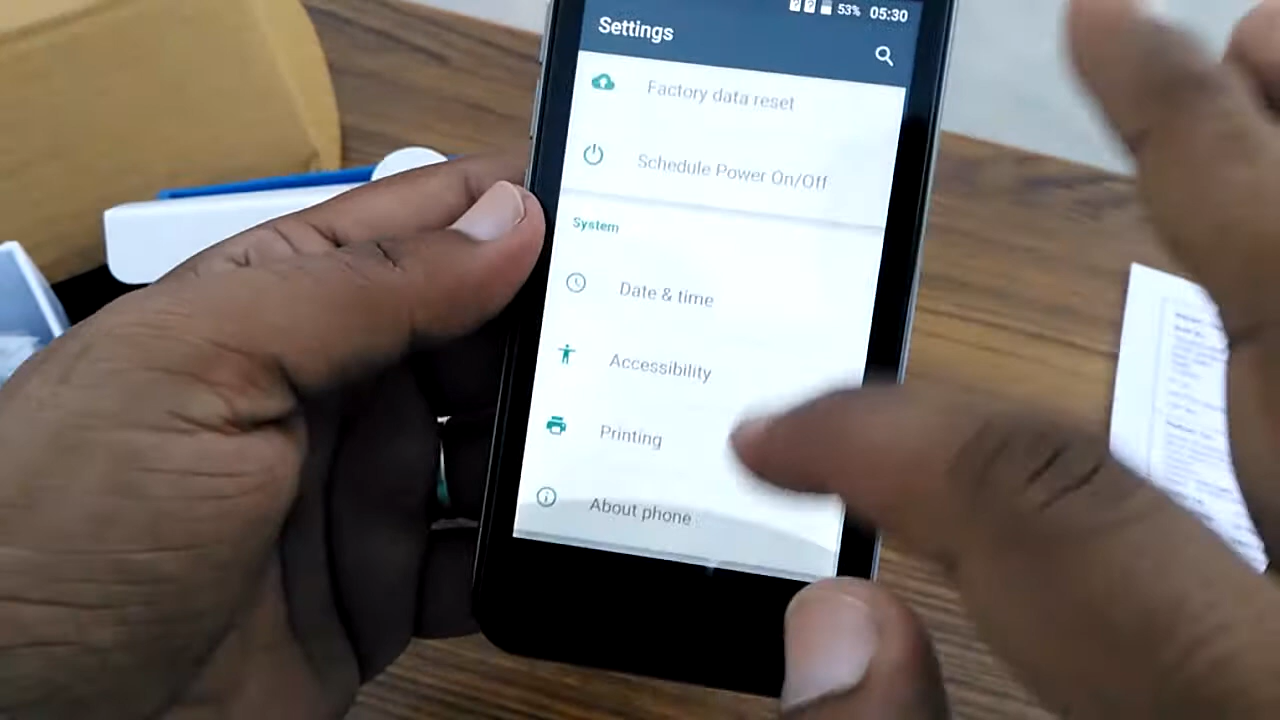 53% 05:30
Settings
Factory data reset
Schedule Power On/Off
System
Date & time
Accessibility
Printing
About phone